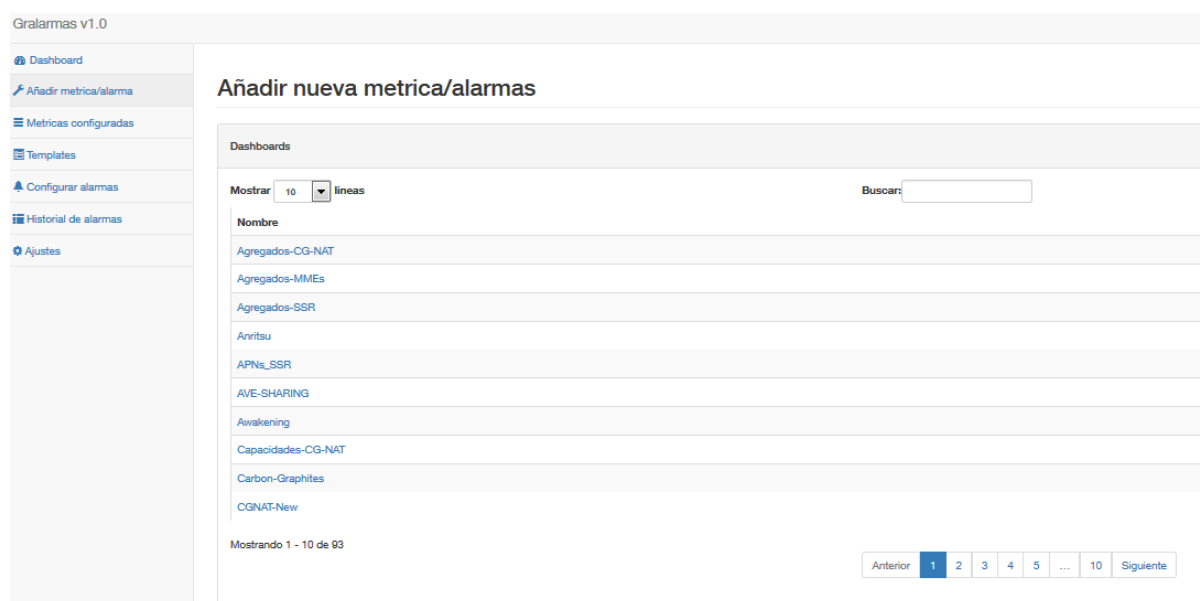 Gralarmas v1.0
Dashboard
Añadir metrica/alarma
Metricas configuradas
Templates
Configurar alarmas
Historial de alarmas
Ajustes
Añadir nueva metrica/alarmas
Dashboards
Mostrar 10 lineas Buscar:
Nombre
Agregados-CG-NAT
Agregados-MMEs
Agregados-SSR
Anritsu
APNs_SSR
AVE-SHARING
Awakening
Capacidades-CG-NAT
Carbon-Graphites
CGNAT-New
Mostrando 1 - 10 de 93
Anterior 1 2 3 4 5 ... 10 Siguiente